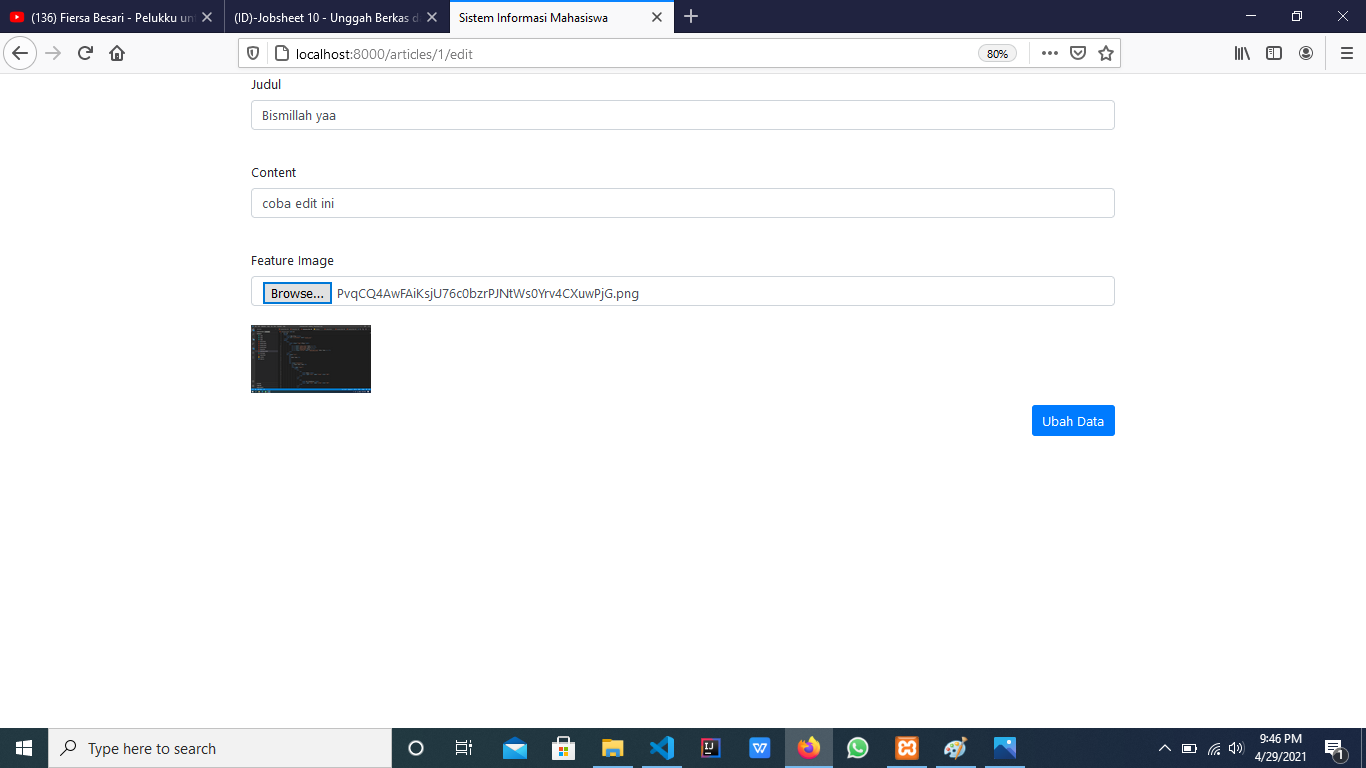 (136) Fiersa Besari - Pelukku un
(ID)-Jobsheet 10 - Unggah Berkas d
Sistem Informasi Mahasiswa
localhost:8000/articles/1/edit
80%
Judul
Bismillah yaa
Content
coba edit ini
Feature Image
Browse... PvqCQ4AwFAiKsjU76c0bzrPJNtWs0Yrv4CXuwPjG.png
Ubah Data
Type here to search
9:46 PM
4/29/2021
1